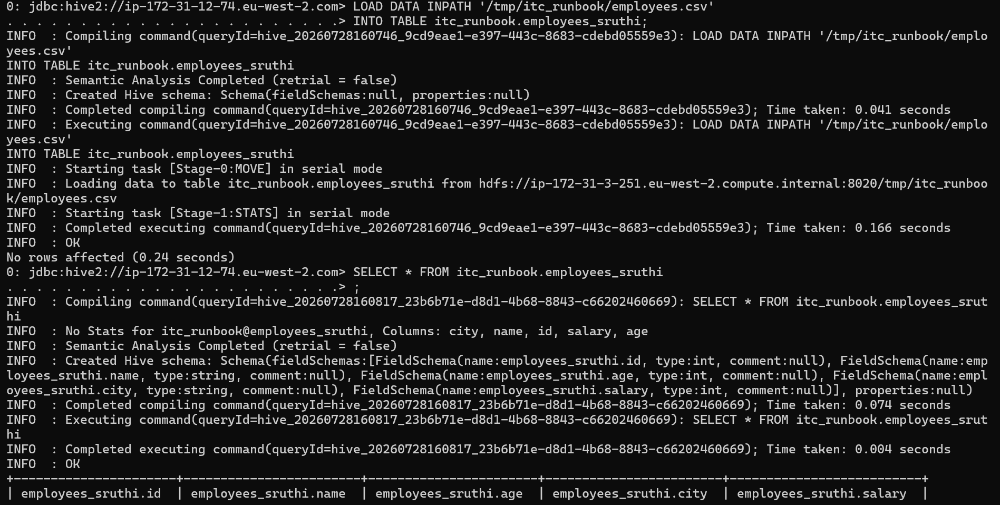 0: jdbc:hive2://ip-172-31-12-74.eu-west-2.com> LOAD DATA INPATH '/tmp/itc_runbook/employees.csv'
. . . . . . . . . . . . . . . . . . . . . . .> INTO TABLE itc_runbook.employees_sruthi;
INFO  : Compiling command(queryId=hive_20260728160746_9cd9eae1-e397-443c-8683-cdebd05559e3): LOAD DATA INPATH '/tmp/itc_runbook/emplo
yees.csv'
INTO TABLE itc_runbook.employees_sruthi
INFO  : Semantic Analysis Completed (retrial = false)
INFO  : Created Hive schema: Schema(fieldSchemas:null, properties:null)
INFO  : Completed compiling command(queryId=hive_20260728160746_9cd9eae1-e397-443c-8683-cdebd05559e3); Time taken: 0.041 seconds
INFO  : Executing command(queryId=hive_20260728160746_9cd9eae1-e397-443c-8683-cdebd05559e3): LOAD DATA INPATH '/tmp/itc_runbook/emplo
yees.csv'
INTO TABLE itc_runbook.employees_sruthi
INFO  : Starting task [Stage-0:MOVE] in serial mode
INFO  : Loading data to table itc_runbook.employees_sruthi from hdfs://ip-172-31-3-251.eu-west-2.compute.internal:8020/tmp/itc_runboo
k/employees.csv
INFO  : Starting task [Stage-1:STATS] in serial mode
INFO  : Completed executing command(queryId=hive_20260728160746_9cd9eae1-e397-443c-8683-cdebd05559e3); Time taken: 0.166 seconds
INFO  : OK
No rows affected (0.24 seconds)
0: jdbc:hive2://ip-172-31-12-74.eu-west-2.com> SELECT * FROM itc_runbook.employees_sruthi
. . . . . . . . . . . . . . . . . . . . . . .> ;
INFO  : Compiling command(queryId=hive_20260728160817_23b6b71e-d8d1-4b68-8843-c66202460669): SELECT * FROM itc_runbook.employees_srut
hi
INFO  : No Stats for itc_runbook@employees_sruthi, Columns: city, name, id, salary, age
INFO  : Semantic Analysis Completed (retrial = false)
INFO  : Created Hive schema: Schema(fieldSchemas:[FieldSchema(name:employees_sruthi.id, type:int, comment:null), FieldSchema(name:emp
loyees_sruthi.name, type:string, comment:null), FieldSchema(name:employees_sruthi.age, type:int, comment:null), FieldSchema(name:empl
oyees_sruthi.city, type:string, comment:null), FieldSchema(name:employees_sruthi.salary, type:int, comment:null)], properties:null)
INFO  : Completed compiling command(queryId=hive_20260728160817_23b6b71e-d8d1-4b68-8843-c66202460669); Time taken: 0.074 seconds
INFO  : Executing command(queryId=hive_20260728160817_23b6b71e-d8d1-4b68-8843-c66202460669): SELECT * FROM itc_runbook.employees_srut
hi
INFO  : Completed executing command(queryId=hive_20260728160817_23b6b71e-d8d1-4b68-8843-c66202460669); Time taken: 0.004 seconds
INFO  : OK
+----------------------+------------------------+-----------------------+------------------------+--------------------------+
| employees_sruthi.id  | employees_sruthi.name  | employees_sruthi.age  | employees_sruthi.city  | employees_sruthi.salary  |